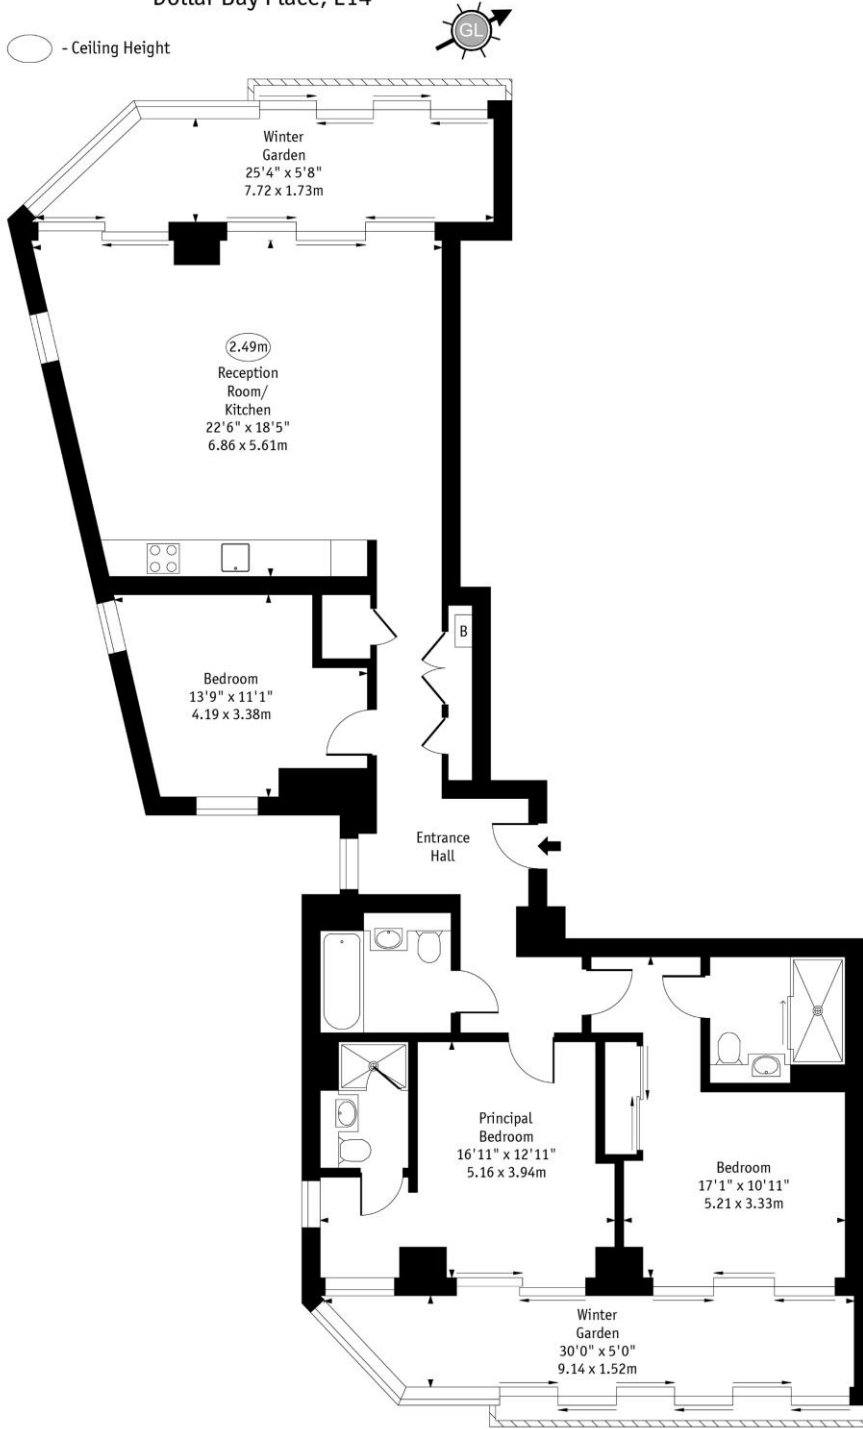 Dollar Bay Place, E14
GL
- Ceiling Height
Winter
Garden
25'4" x 5'8"
7.72 x 1.73m
2.49m
Reception
Room/
Kitchen
22'6" x 18'5"
6.86 x 5.61m
B
Bedroom
13'9" x 11'1"
4.19 x 3.38m
Entrance
Hall
Principal
Bedroom
16'11" x 12'11"
5.16 x 3.94m
Bedroom
17'1" x 10'11"
5.21 x 3.33m
Winter
Garden
30'0" x 5'0"
9.14 x 1.52m